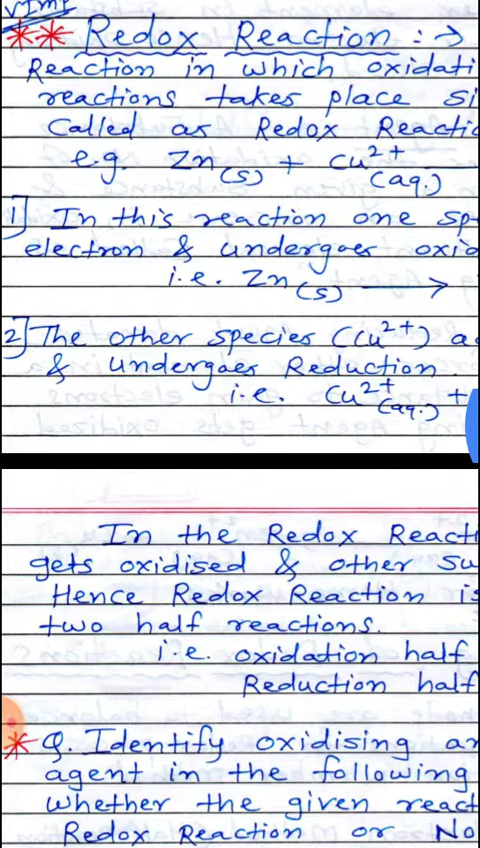 VIMP
** Redox Reaction :→
Reaction in which oxidati
reactions takes place si
Called as Redox Reactio
e.g. Zn(s) + Cu²⁺(aq.)
1] In this reaction one sp
electron & undergoes oxid
i.e. Zn(s) ⟶
2] The other species (Cu²⁺) a
& undergoes Reduction.
i.e. Cu²⁺(aq.) +
In the Redox Reacti
gets oxidised & other su
Hence Redox Reaction is
two half reactions.
i.e. oxidation half
Reduction half
* Q. Identify oxidising an
agent in the following
whether the given react
Redox Reaction or No